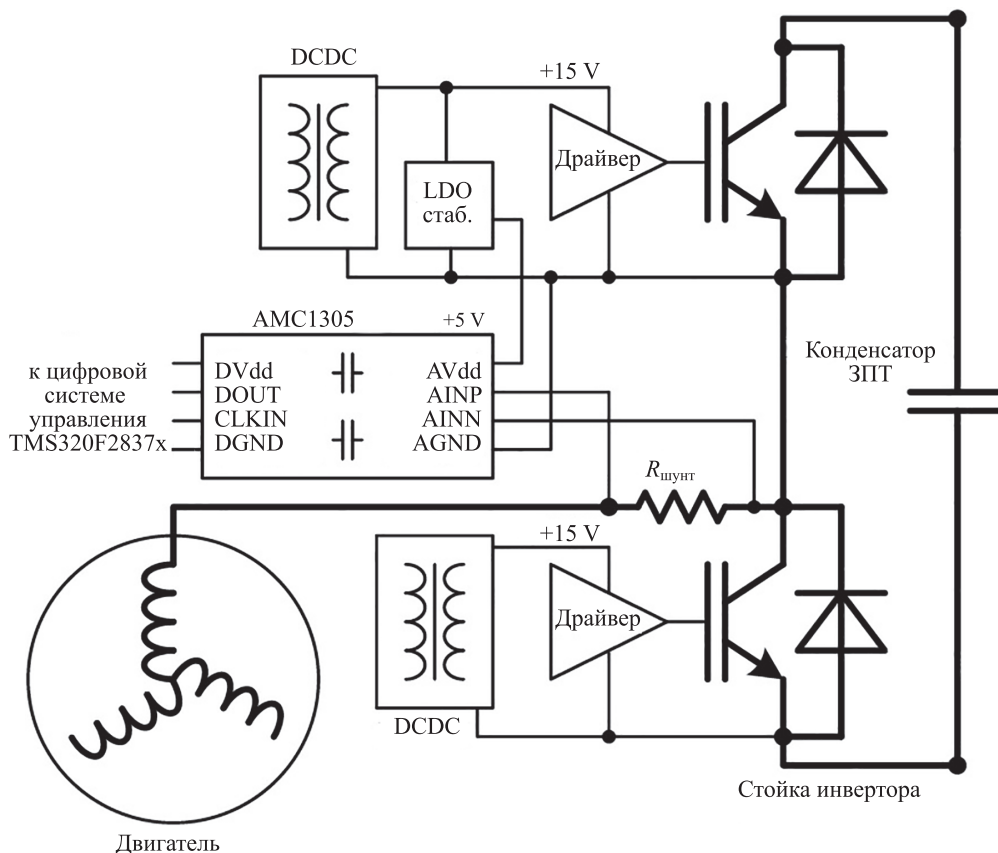 DCDC
+15 V
Драйвер
LDO
стаб.
AMC1305
+5 V
к цифровой
системе
управления
TMS320F2837x
DVdd
DOUT
CLKIN
DGND
AVdd
AINP
AINN
AGND
Конденсатор
ЗПТ
Rшунт
+15 V
Драйвер
DCDC
Стойка инвертора
Двигатель